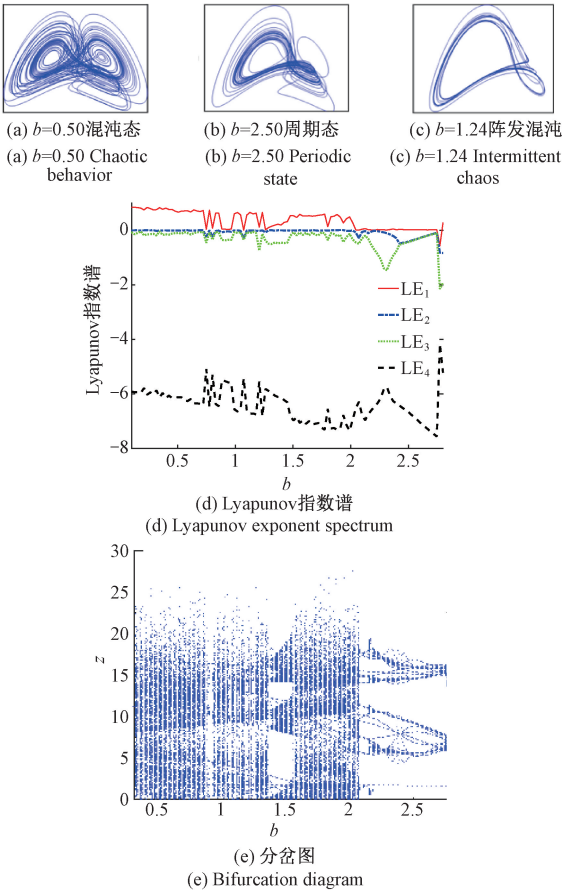 (a) b=0.50混沌态 (b) b=2.50周期态 (c) b=1.24阵发混沌
(a) b=0.50 Chaotic behavior
(b) b=2.50 Periodic state
(c) b=1.24 Intermittent chaos
0
−2
−4
−6
−8
Lyapunov指数谱
LE1
LE2
LE3
LE4
0.5 1 1.5 2 2.5
b
(d) Lyapunov指数谱
(d) Lyapunov exponent spectrum
30
25
20
15
10
5
0
z
0.5 1 1.5 2 2.5
b
(e) 分岔图
(e) Bifurcation diagram